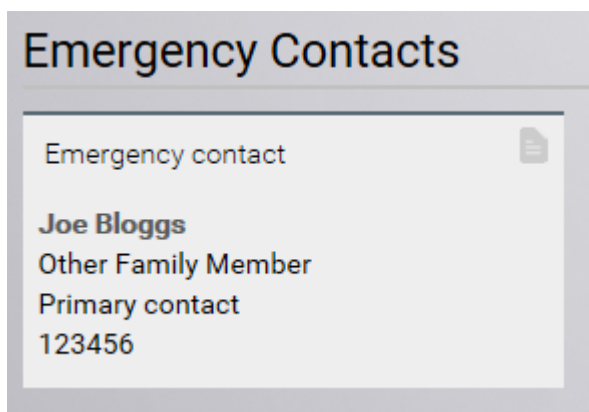 Emergency Contacts
Emergency contact
Joe Bloggs
Other Family Member
Primary contact
123456